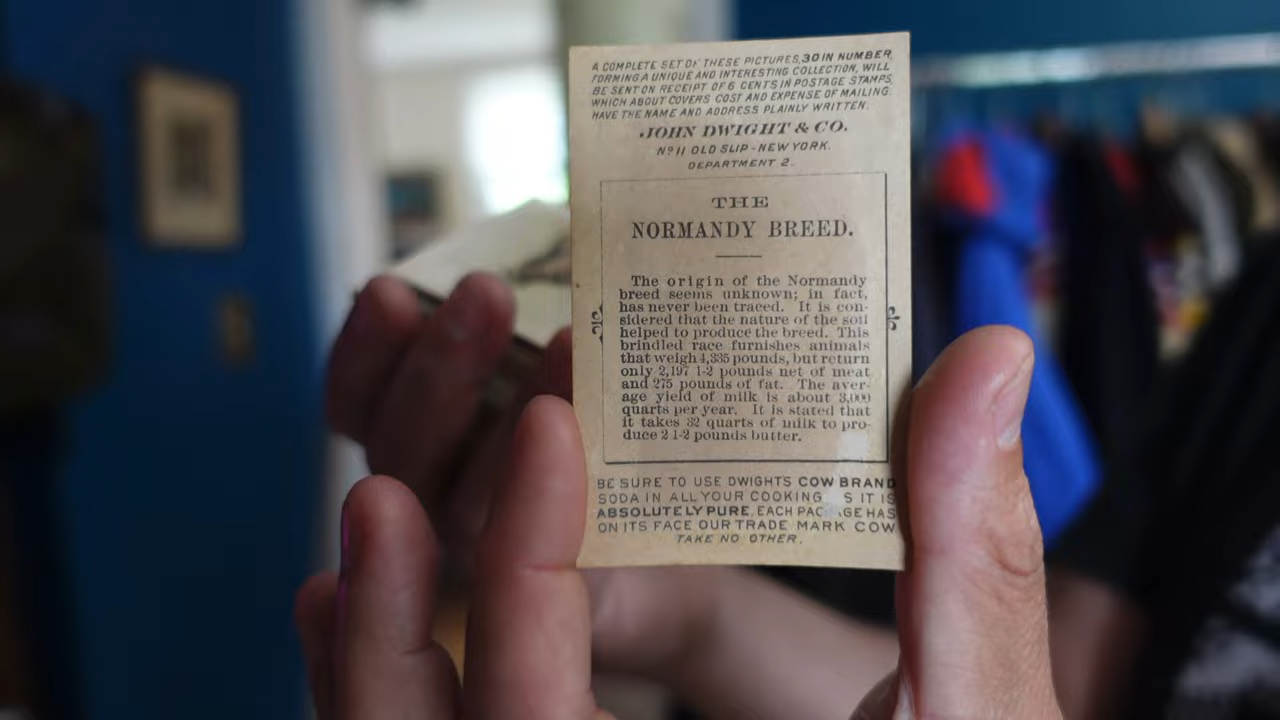 A COMPLETE SET OF THESE PICTURES, 30 IN NUMBER,
FORMING A UNIQUE AND INTERESTING COLLECTION, WILL
BE SENT ON RECEIPT OF 6 CENTS IN POSTAGE STAMPS,
WHICH ABOUT COVERS COST AND EXPENSE OF MAILING.
HAVE THE NAME AND ADDRESS PLAINLY WRITTEN.
JOHN DWIGHT & CO.
Nº 11 OLD SLIP - NEW YORK.
DEPARTMENT 2.
THE
NORMANDY BREED.
The origin of the Normandy
breed seems unknown; in fact,
has never been traced. It is con-
sidered that the nature of the soil
helped to produce the breed. This
brindled race furnishes animals
that weigh 4,335 pounds, but return
only 2,197 1-2 pounds net of meat
and 275 pounds of fat. The aver-
age yield of milk is about 3,000
quarts per year. It is stated that
it takes 32 quarts of milk to pro-
duce 2 1-2 pounds butter.
BE SURE TO USE DWIGHTS COW BRAND
SODA IN ALL YOUR COOKING S IT IS
ABSOLUTELY PURE, EACH PAC GE HAS
ON ITS FACE OUR TRADE MARK COW
TAKE NO OTHER.